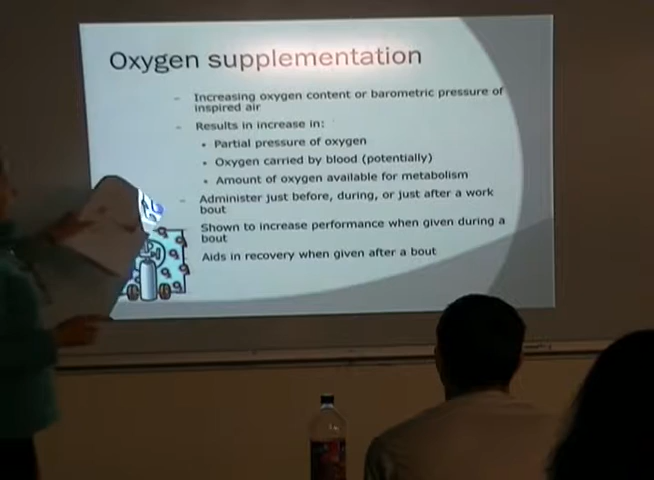 Oxygen supplementation
– Increasing oxygen content or barometric pressure of
inspired air
– Results in increase in:
• Partial pressure of oxygen
• Oxygen carried by blood (potentially)
• Amount of oxygen available for metabolism
– Administer just before, during, or just after a work
bout
Shown to increase performance when given during a
bout
Aids in recovery when given after a bout